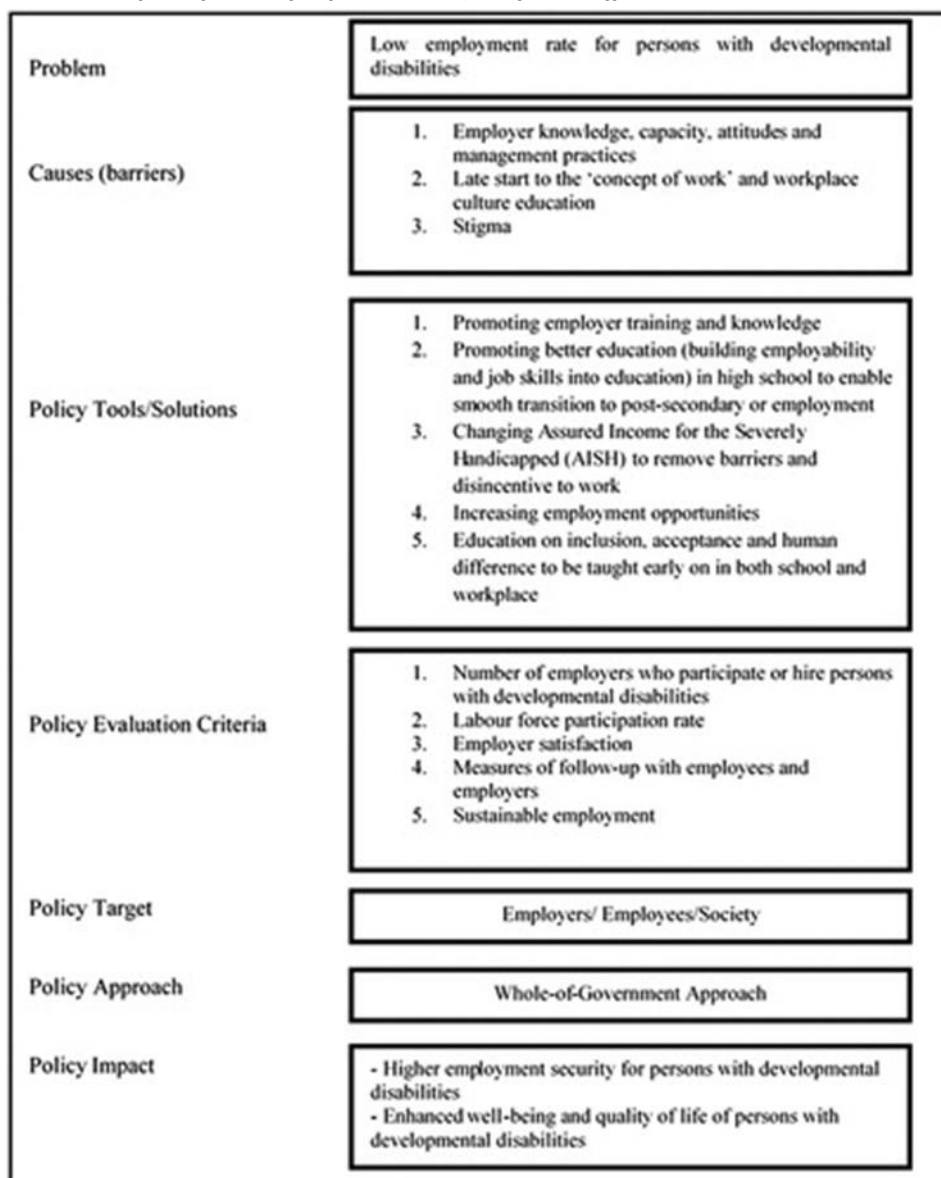 Problem
Low employment rate for persons with developmental
disabilities
Causes (barriers)
1. Employer knowledge, capacity, attitudes and
management practices
2. Late start to the ‘concept of work’ and workplace
culture education
3. Stigma
Policy Tools/Solutions
1. Promoting employer training and knowledge
2. Promoting better education (building employability
and job skills into education) in high school to enable
smooth transition to post-secondary or employment
3. Changing Assured Income for the Severely
Handicapped (AISH) to remove barriers and
disincentive to work
4. Increasing employment opportunities
5. Education on inclusion, acceptance and human
difference to be taught early on in both school and
workplace
Policy Evaluation Criteria
1. Number of employers who participate or hire persons
with developmental disabilities
2. Labour force participation rate
3. Employer satisfaction
4. Measures of follow-up with employees and
employers
5. Sustainable employment
Policy Target
Employers/ Employees/Society
Policy Approach
Whole-of-Government Approach
Policy Impact
- Higher employment security for persons with developmental
disabilities
- Enhanced well-being and quality of life of persons with
developmental disabilities